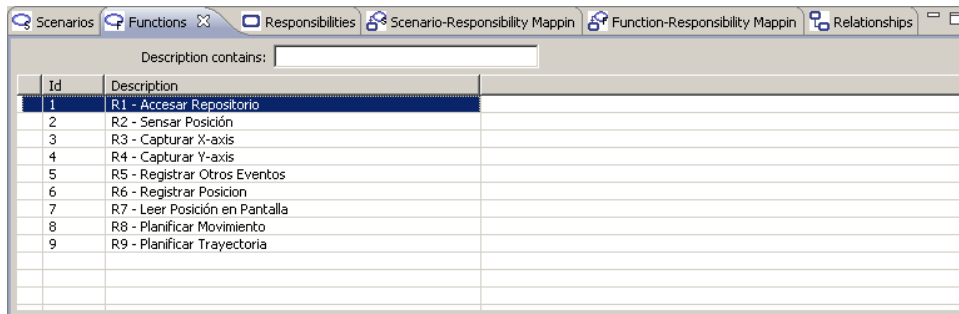 Scenarios Functions Responsibilities Scenario-Responsibility Mappin Function-Responsibility Mappin Relationships
Description contains:
Id Description
1 R1 - Accesar Repositorio
2 R2 - Sensar Posición
3 R3 - Capturar X-axis
4 R4 - Capturar Y-axis
5 R5 - Registrar Otros Eventos
6 R6 - Registrar Posicion
7 R7 - Leer Posición en Pantalla
8 R8 - Planificar Movimiento
9 R9 - Planificar Trayectoria